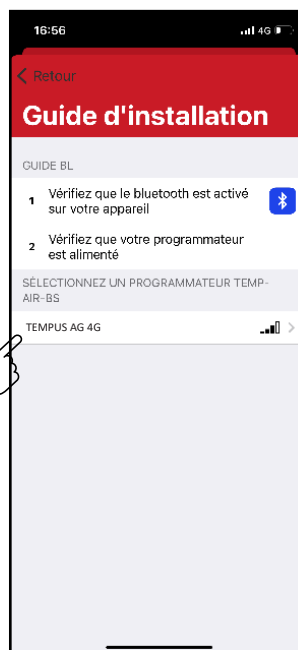 16:56
4G
Retour
Guide d'installation
GUIDE BL
1 Vérifiez que le bluetooth est activé
sur votre appareil
2 Vérifiez que votre programmateur
est alimenté
SÉLECTIONNEZ UN PROGRAMMATEUR TEMP-
AIR-BS
TEMPUS AG 4G